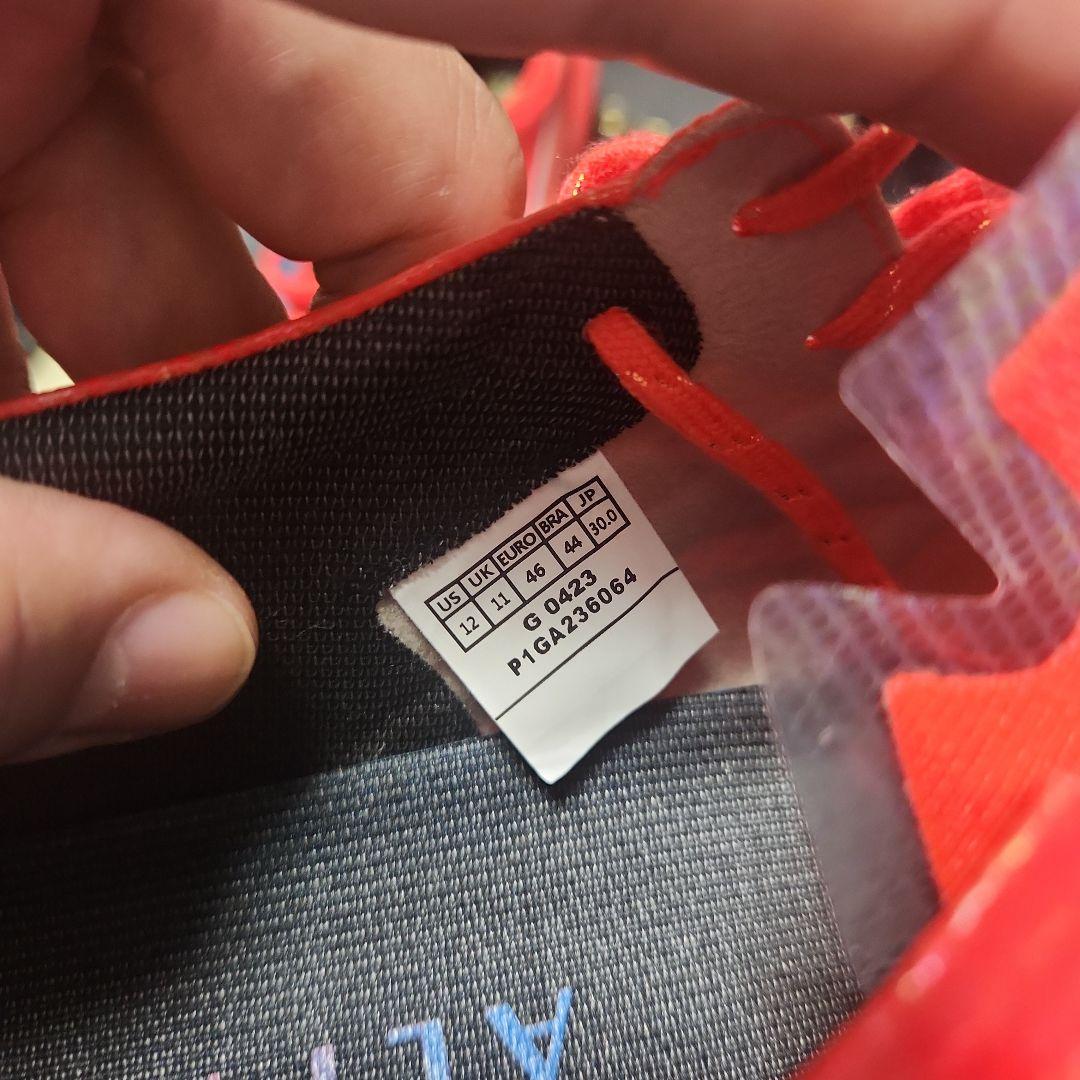 US UK EURO BRA JP
12 11 46 44 30.0
G 0423
P1GA236064